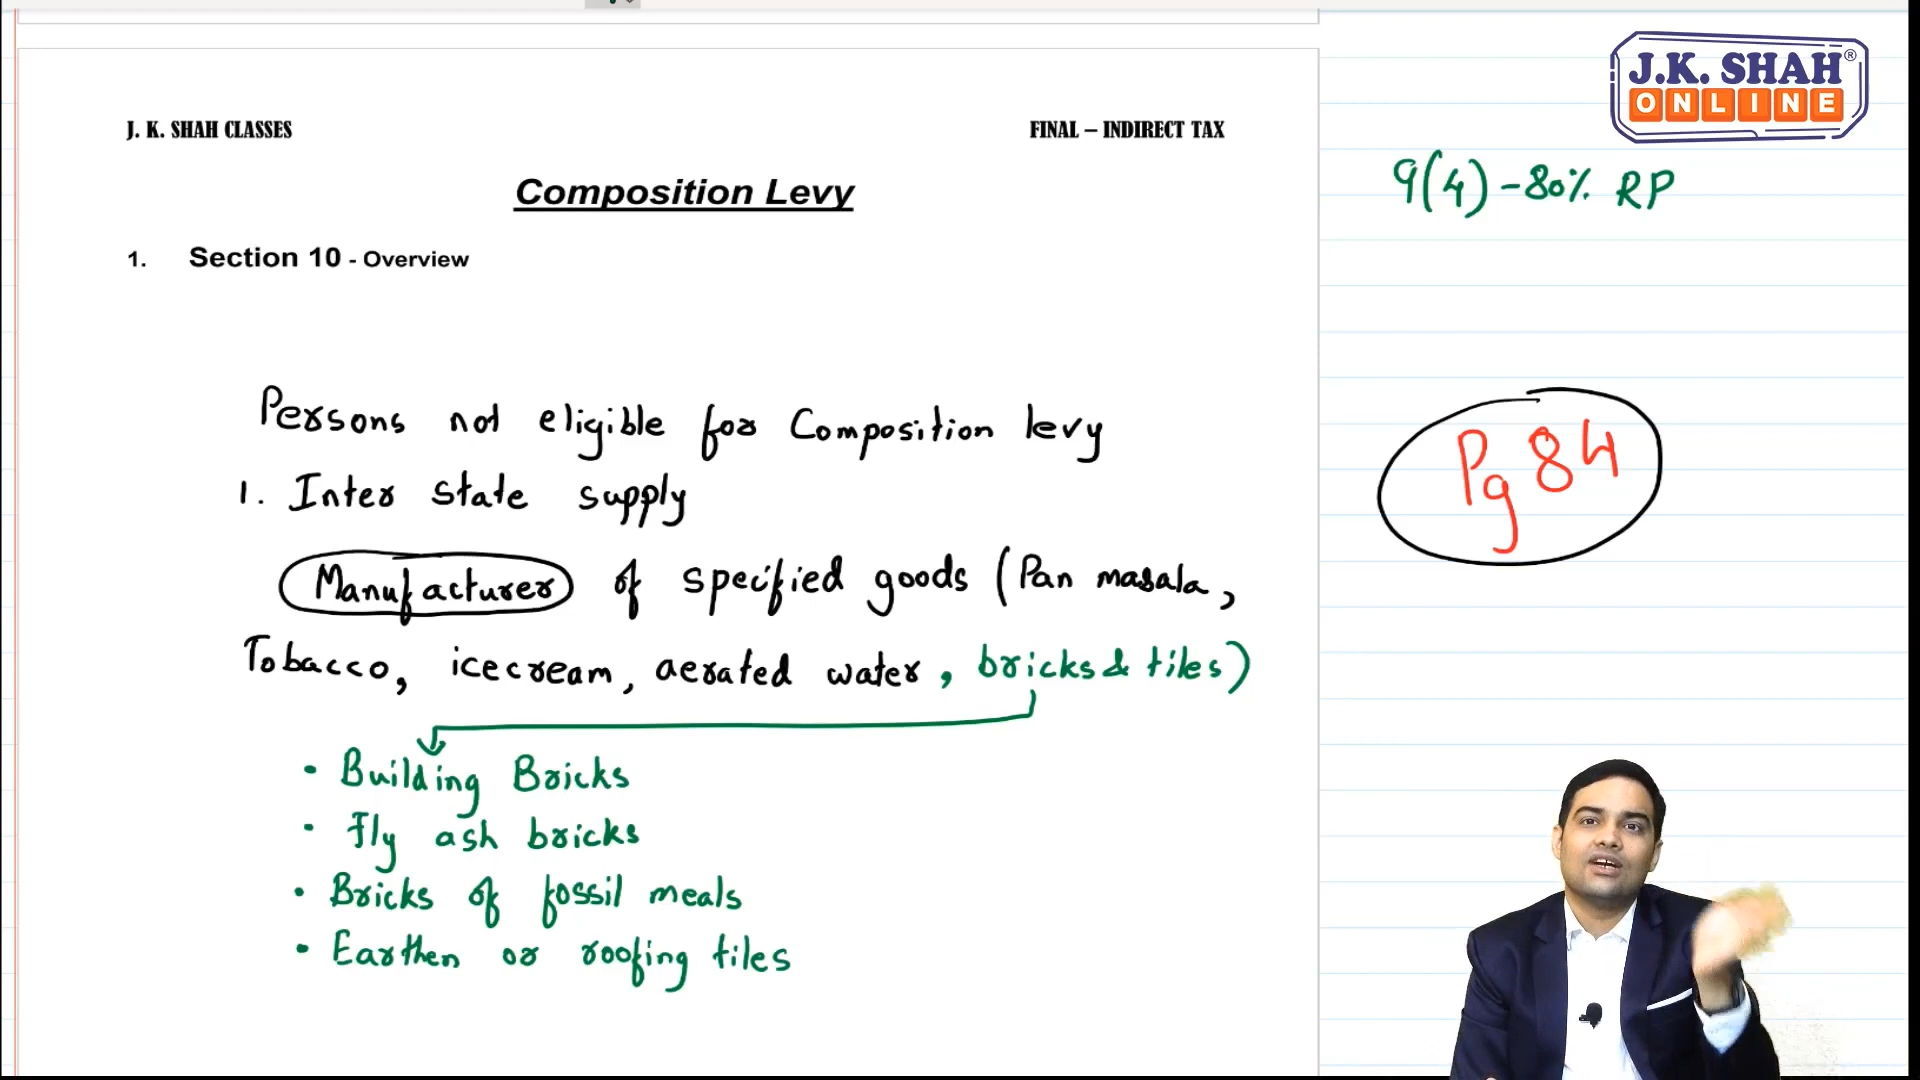 J.K. SHAH®
ONLINE
J. K. SHAH CLASSES
FINAL – INDIRECT TAX
9(4) - 80% RP
Composition Levy
1. Section 10 - Overview
Persons not eligible for Composition levy
1. Inter state supply
Manufacturer of specified goods (Pan masala,
Tobacco, icecream, aerated water, bricks & tiles)
Pg 84
• Building Bricks
• Fly ash bricks
• Bricks of fossil meals
• Earthen or roofing tiles